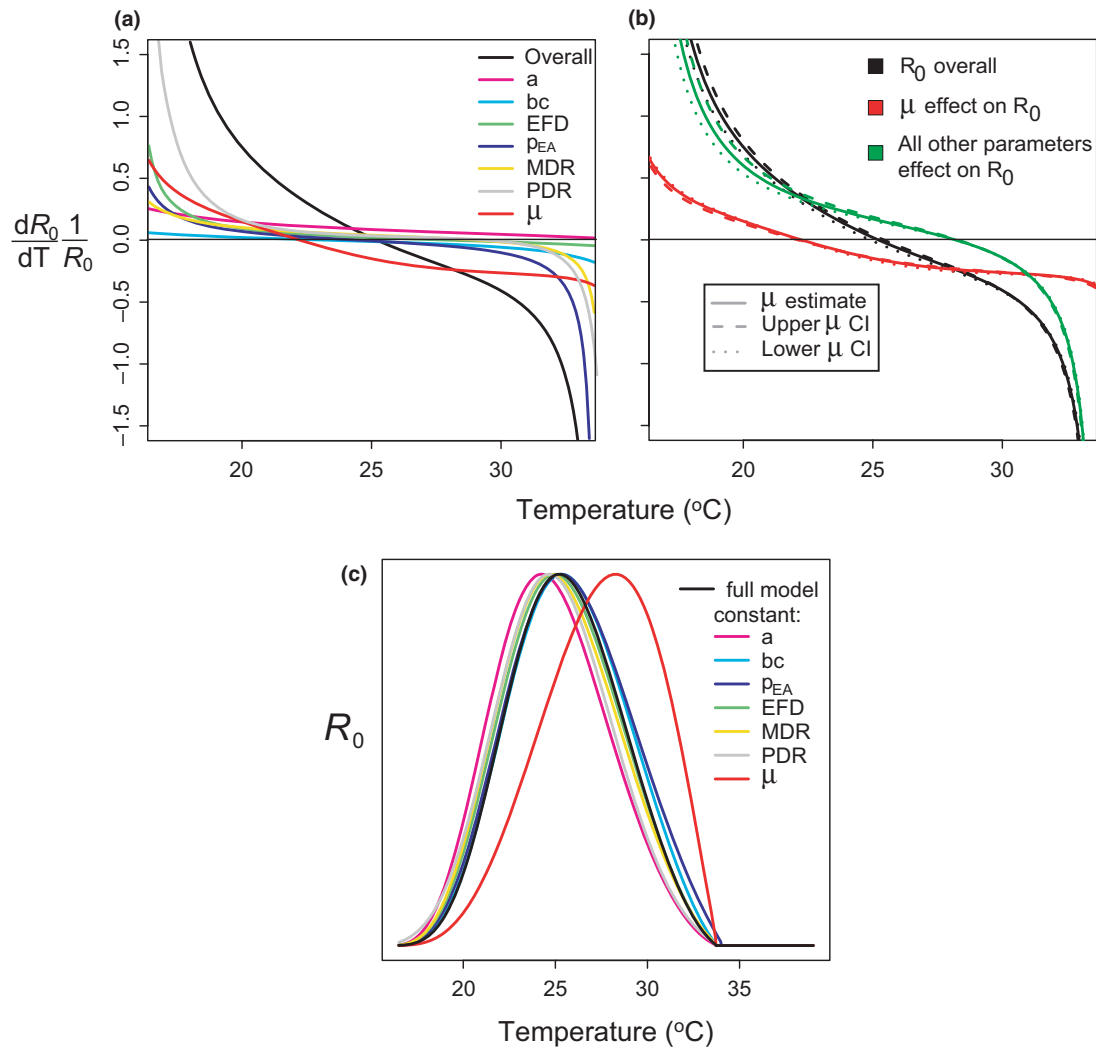 (a)
1.5
1.0
0.5
0.0
−0.5
−1.0
−1.5
dR0/dT 1/R0
Overall
a
bc
EFD
pEA
MDR
PDR
μ
20
25
30
(b)
R0 overall
μ effect on R0
All other parameters
effect on R0
μ estimate
Upper μ CI
Lower μ CI
20
25
30
Temperature (oC)
(c)
R0
full model
constant:
a
bc
pEA
EFD
MDR
PDR
μ
20
25
30
35
Temperature (oC)